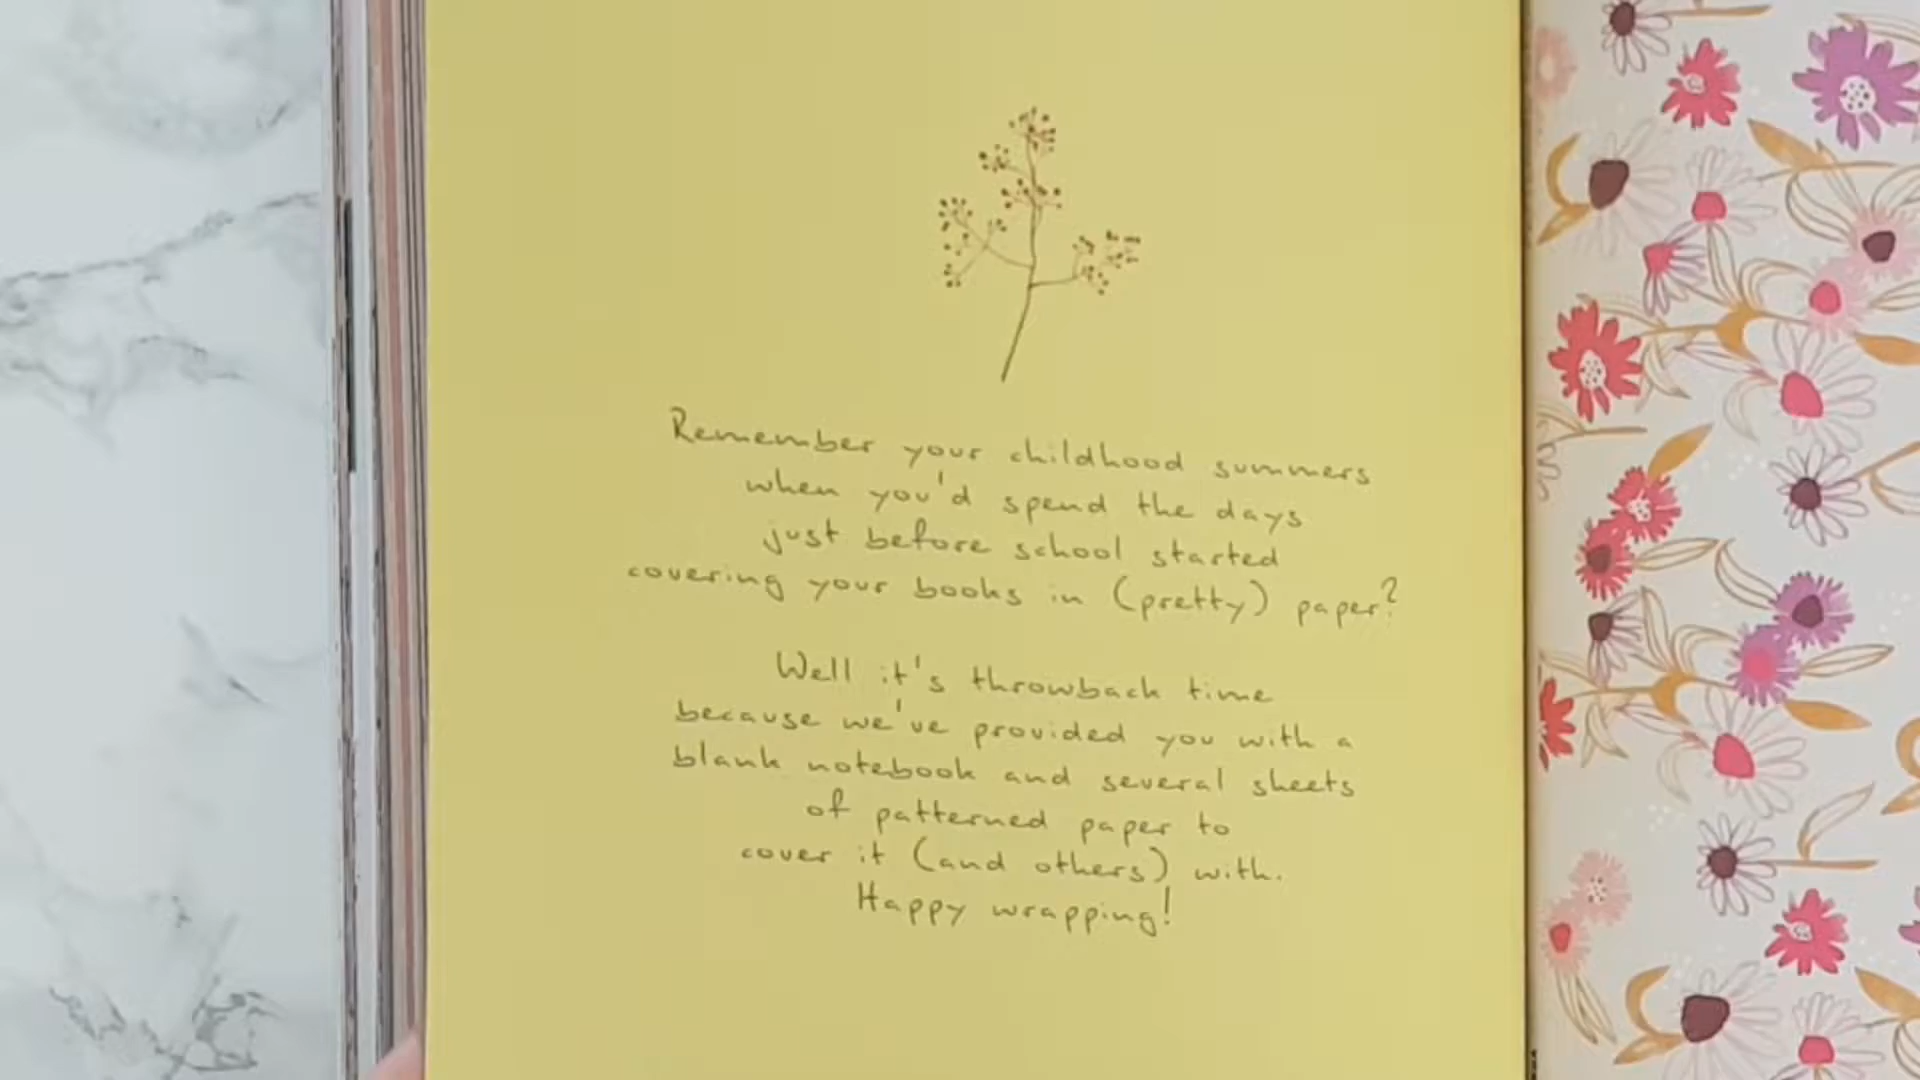 Remember your childhood summers
when you'd spend the days
just before school started
covering your books in (pretty) paper?
Well it's throwback time
because we've provided you with a
blank notebook and several sheets
of patterned paper to
cover it (and others) with.
Happy wrapping!